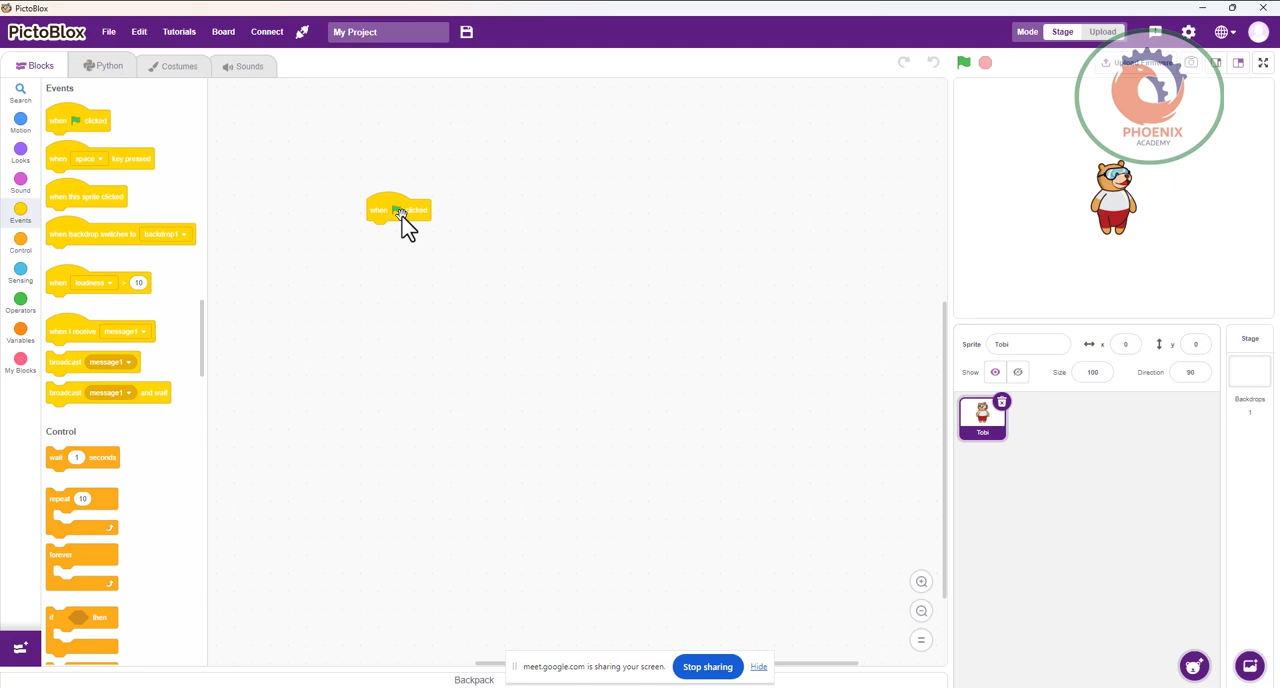 PictoBlox
PictoBlox File Edit Tutorials Board Connect My Project Mode Stage Upload
Blocks Python Costumes Sounds Upload Firmware
PHOENIX
ACADEMY
Search
Motion
Looks
Sound
Events
Control
Sensing
Operators
Variables
My Blocks
Events
when clicked
when space key pressed
when this sprite clicked
when backdrop switches to backdrop1
when loudness > 10
when I receive message1
broadcast message1
broadcast message1 and wait
Control
wait 1 seconds
repeat 10
forever
if then
when clicked
Sprite Tobi x 0 y 0
Show Size 100 Direction 90
Tobi
Stage
Backdrops
1
meet.google.com is sharing your screen. Stop sharing Hide
Backpack